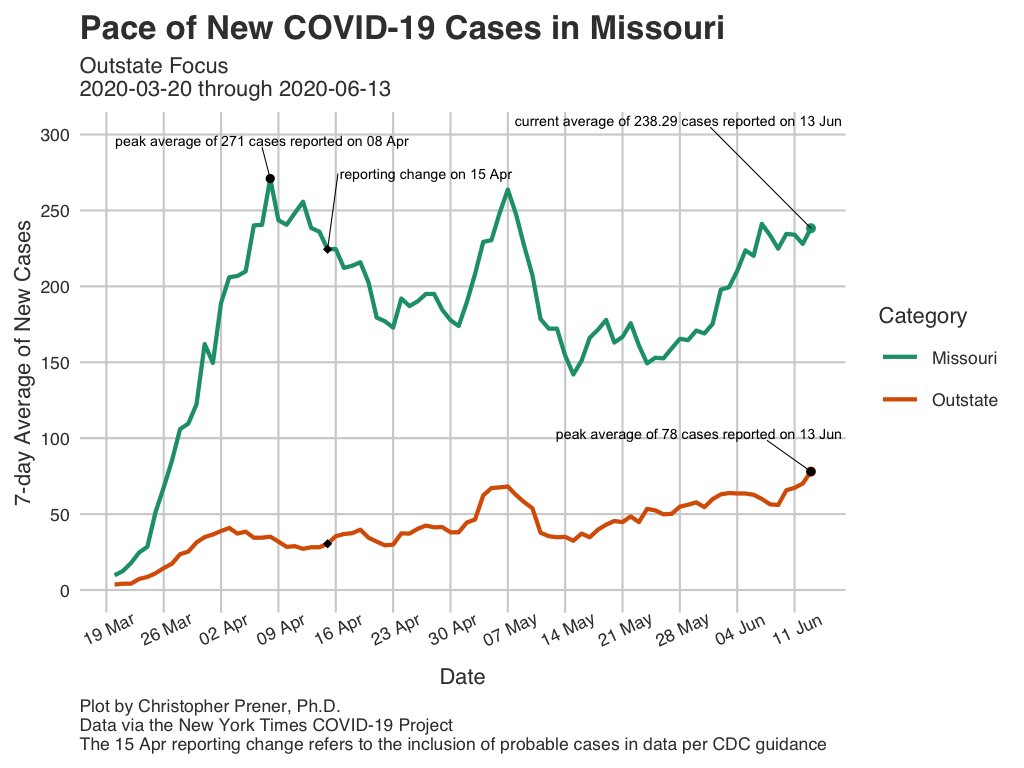 Pace of New COVID-19 Cases in Missouri
Outstate Focus
2020-03-20 through 2020-06-13
current average of 238.29 cases reported on 13 Jun
peak average of 271 cases reported on 08 Apr
reporting change on 15 Apr
peak average of 78 cases reported on 13 Jun
7-day Average of New Cases
300
250
200
150
100
50
0
19 Mar
26 Mar
02 Apr
09 Apr
16 Apr
23 Apr
30 Apr
07 May
14 May
21 May
28 May
04 Jun
11 Jun
Date
Category
Missouri
Outstate
Plot by Christopher Prener, Ph.D.
Data via the New York Times COVID-19 Project
The 15 Apr reporting change refers to the inclusion of probable cases in data per CDC guidance